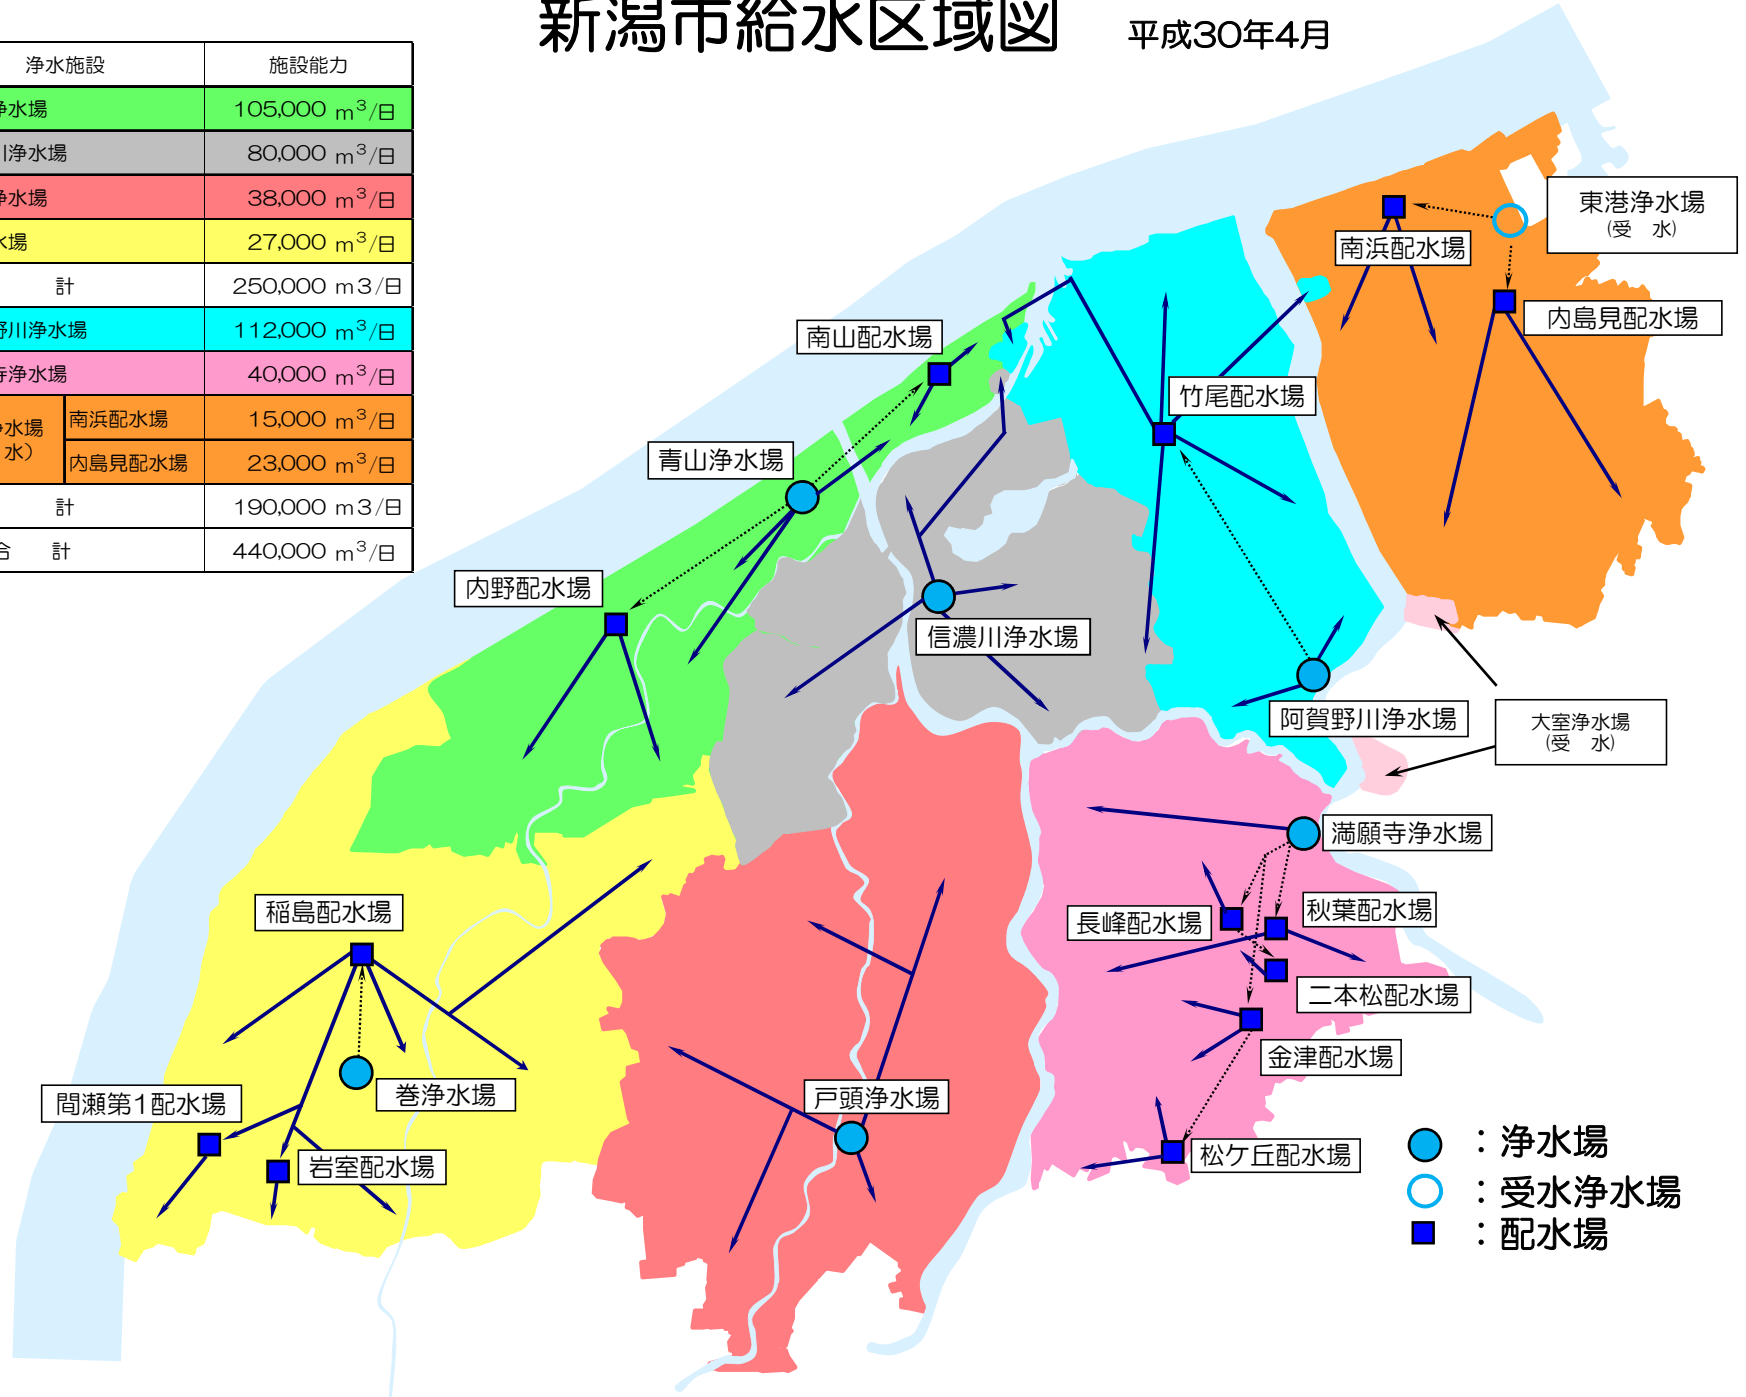 新潟市給水区域図 平成30年4月
浄水施設 施設能力
浄水場 105,000 m3/日
川浄水場 80,000 m3/日
浄水場 38,000 m3/日
水場 27,000 m3/日
計 250,000 m3/日
野川浄水場 112,000 m3/日
寺浄水場 40,000 m3/日
水場
水）
南浜配水場 15,000 m3/日
内島見配水場 23,000 m3/日
計 190,000 m3/日
合 計 440,000 m3/日
東港浄水場
(受 水)
南浜配水場
内島見配水場
南山配水場
竹尾配水場
青山浄水場
内野配水場
信濃川浄水場
阿賀野川浄水場
大室浄水場
(受 水)
満願寺浄水場
稲島配水場
長峰配水場
秋葉配水場
二本松配水場
金津配水場
間瀬第1配水場
巻浄水場
戸頭浄水場
岩室配水場
松ケ丘配水場
：浄水場
：受水浄水場
：配水場